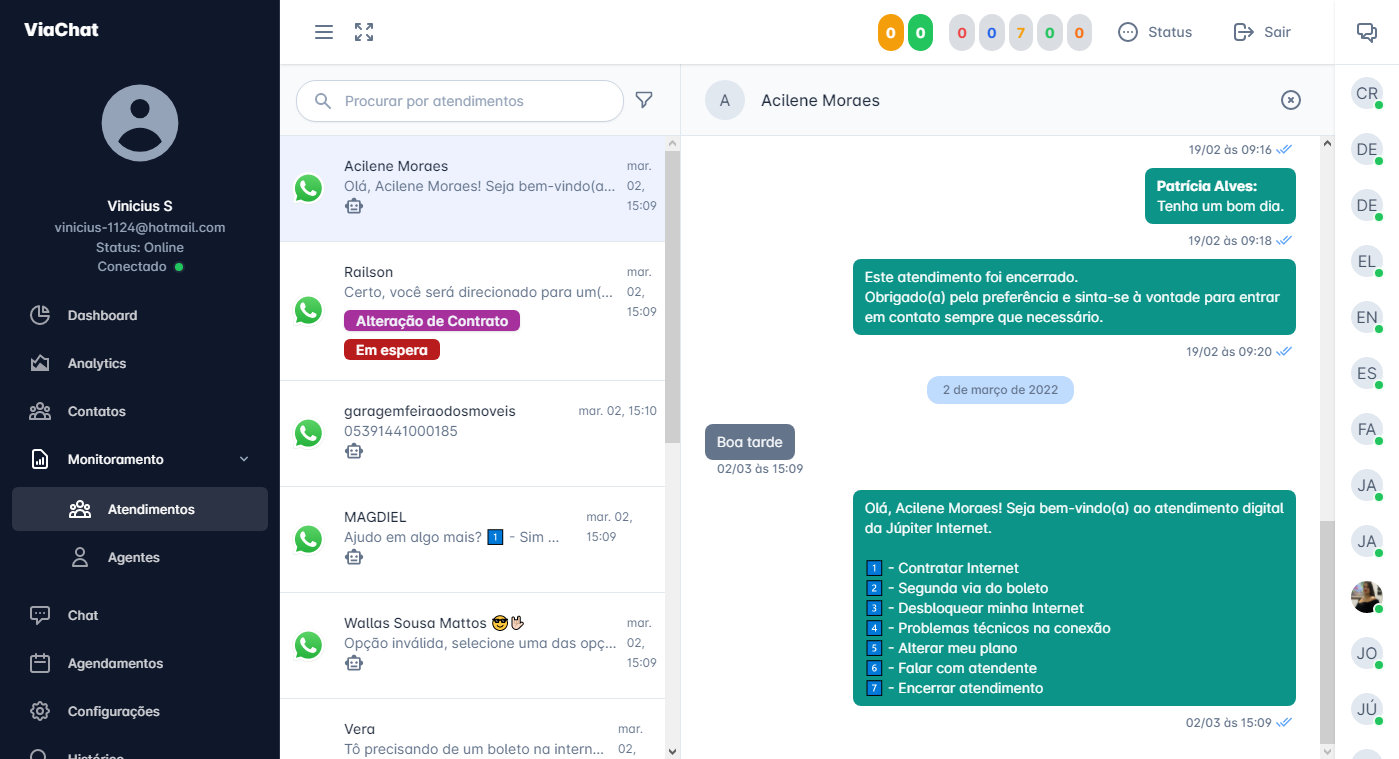 ViaChat
Vinicius S
vinicius-1124@hotmail.com
Status: Online
Conectado
Dashboard
Analytics
Contatos
Monitoramento
Atendimentos
Agentes
Chat
Agendamentos
Configurações
Histórico
0 0 0 0 7 0 0
Status
Sair
Procurar por atendimentos
Acilene Moraes
mar. 02, 15:09
Olá, Acilene Moraes! Seja bem-vindo(a...
Railson
mar. 02, 15:09
Certo, você será direcionado para um(...
Alteração de Contrato
Em espera
garagemfeiraodosmoveis
mar. 02, 15:10
05391441000185
MAGDIEL
mar. 02, 15:09
Ajudo em algo mais? 1️⃣ - Sim ...
Wallas Sousa Mattos 😎🤟🏻
mar. 02, 15:09
Opção inválida, selecione uma das opç...
Vera
mar. 02,
Tô precisando de um boleto na intern...
A
Acilene Moraes
19/02 às 09:16
Patrícia Alves:
Tenha um bom dia.
19/02 às 09:18
Este atendimento foi encerrado.
Obrigado(a) pela preferência e sinta-se à vontade para entrar
em contato sempre que necessário.
19/02 às 09:20
2 de março de 2022
Boa tarde
02/03 às 15:09
Olá, Acilene Moraes! Seja bem-vindo(a) ao atendimento digital
da Júpiter Internet.
1️⃣ - Contratar Internet
2️⃣ - Segunda via do boleto
3️⃣ - Desbloquear minha Internet
4️⃣ - Problemas técnicos na conexão
5️⃣ - Alterar meu plano
6️⃣ - Falar com atendente
7️⃣ - Encerrar atendimento
02/03 às 15:09
CR
DE
DE
EL
EN
ES
FA
JA
JA
JO
JÚ